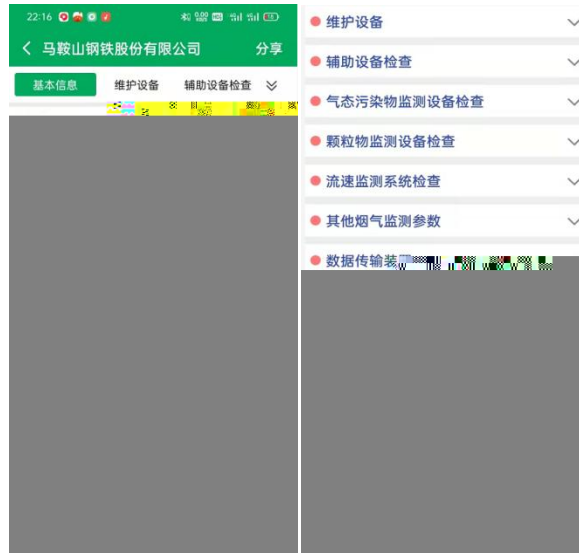 22:16
马鞍山钢铁股份有限公司 分享
基本信息 维护设备 辅助设备检查
维护设备
辅助设备检查
气态污染物监测设备检查
颗粒物监测设备检查
流速监测系统检查
其他烟气监测参数
数据传输装